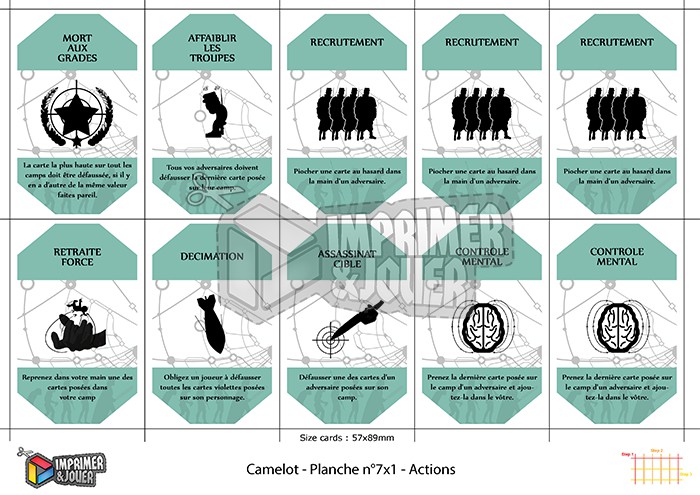 MORT
AUX
GRADES
La carte la plus haute sur tout les
camps doit être défaussée, si il y
en a d'autre de la même valeur
faites pareil.
AFFAIBLIR
LES
TROUPES
Tous vos adversaires doivent
défausser la dernière carte posée
sur leur camp.
RECRUTEMENT
Piocher une carte au hasard dans
la main d'un adversaire.
RECRUTEMENT
Piocher une carte au hasard dans
la main d'un adversaire.
RECRUTEMENT
Piocher une carte au hasard dans
la main d'un adversaire.
RETRAITE
FORCE
Reprenez dans votre main une des
cartes posées dans
votre camp
DECIMATION
Obligez un joueur à défausser
toutes les cartes violettes posées
sur son personnage.
ASSASSINAT
CIBLE
Défausser une des cartes d'un
adversaire posées sur son
camp.
CONTROLE
MENTAL
Prenez la dernière carte posée sur
le camp d'un adversaire et ajou-
tez-la dans le vôtre.
CONTROLE
MENTAL
Prenez la dernière carte posée sur
le camp d'un adversaire et ajou-
tez-la dans le vôtre.
IMPRIMER
&JOUER
Size cards : 57x89mm
IMPRIMER
&JOUER
Camelot - Planche n°7x1 - Actions